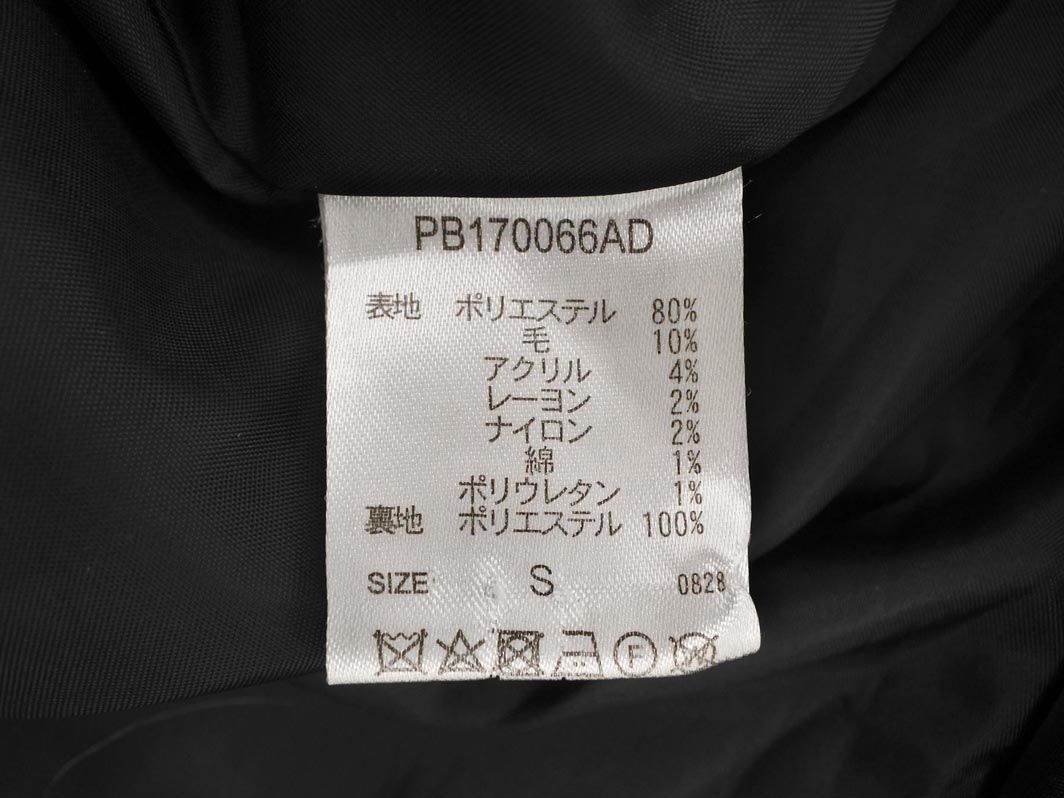 PB170066AD
表地 ポリエステル 80%
毛 10%
アクリル 4%
レーヨン 2%
ナイロン 2%
綿 1%
ポリウレタン 1%
裏地 ポリエステル 100%
SIZE: S 0828
F